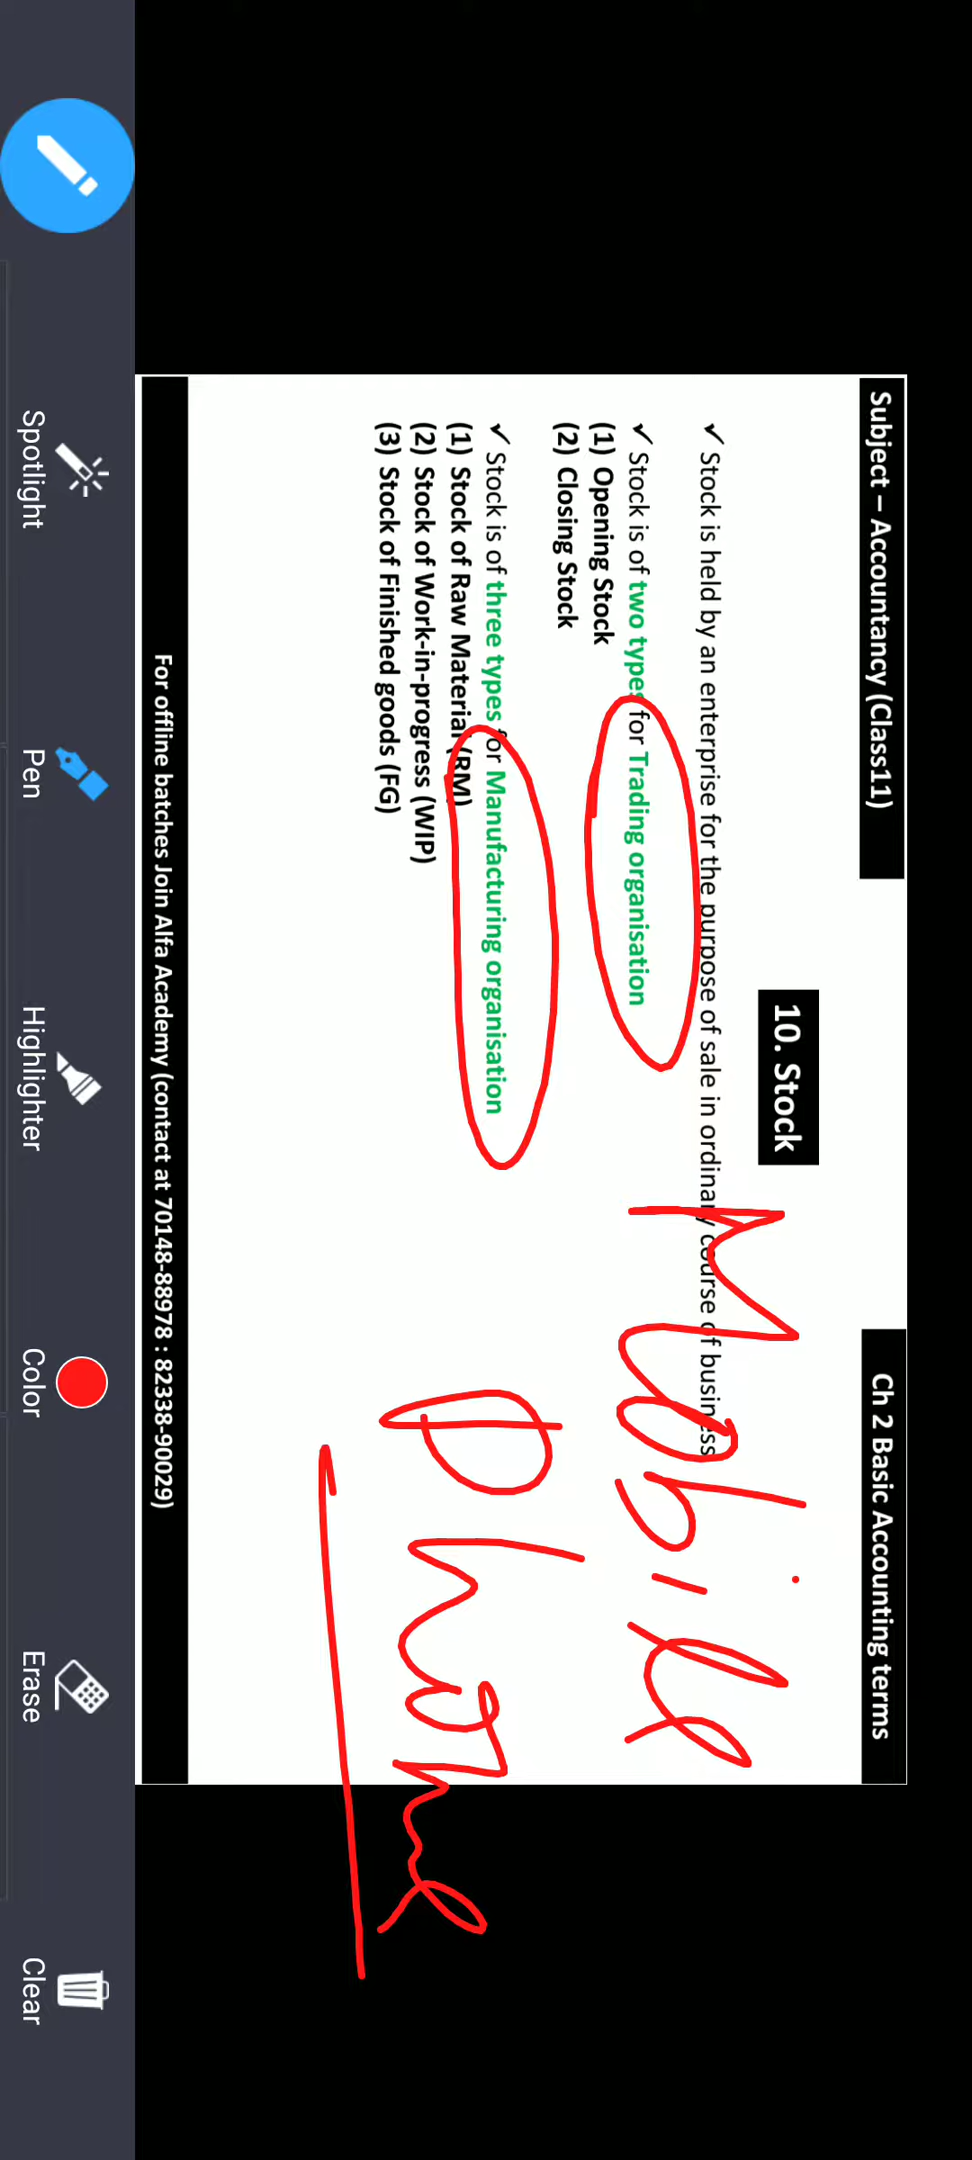 Subject – Accountancy (Class11)
Ch 2 Basic Accounting terms
10. Stock
✓ Stock is held by an enterprise for the purpose of sale in ordinary course of business
✓ Stock is of two types for Trading organisation
(1) Opening Stock
(2) Closing Stock
✓ Stock is of three types for Manufacturing organisation
(1) Stock of Raw Material (RM)
(2) Stock of Work-in-progress (WIP)
(3) Stock of Finished goods (FG)
Mobile
Phone
For offline batches Join Alfa Academy (contact at 70148-88978 : 82338-90029)
Spotlight
Pen
Highlighter
Color
Erase
Clear